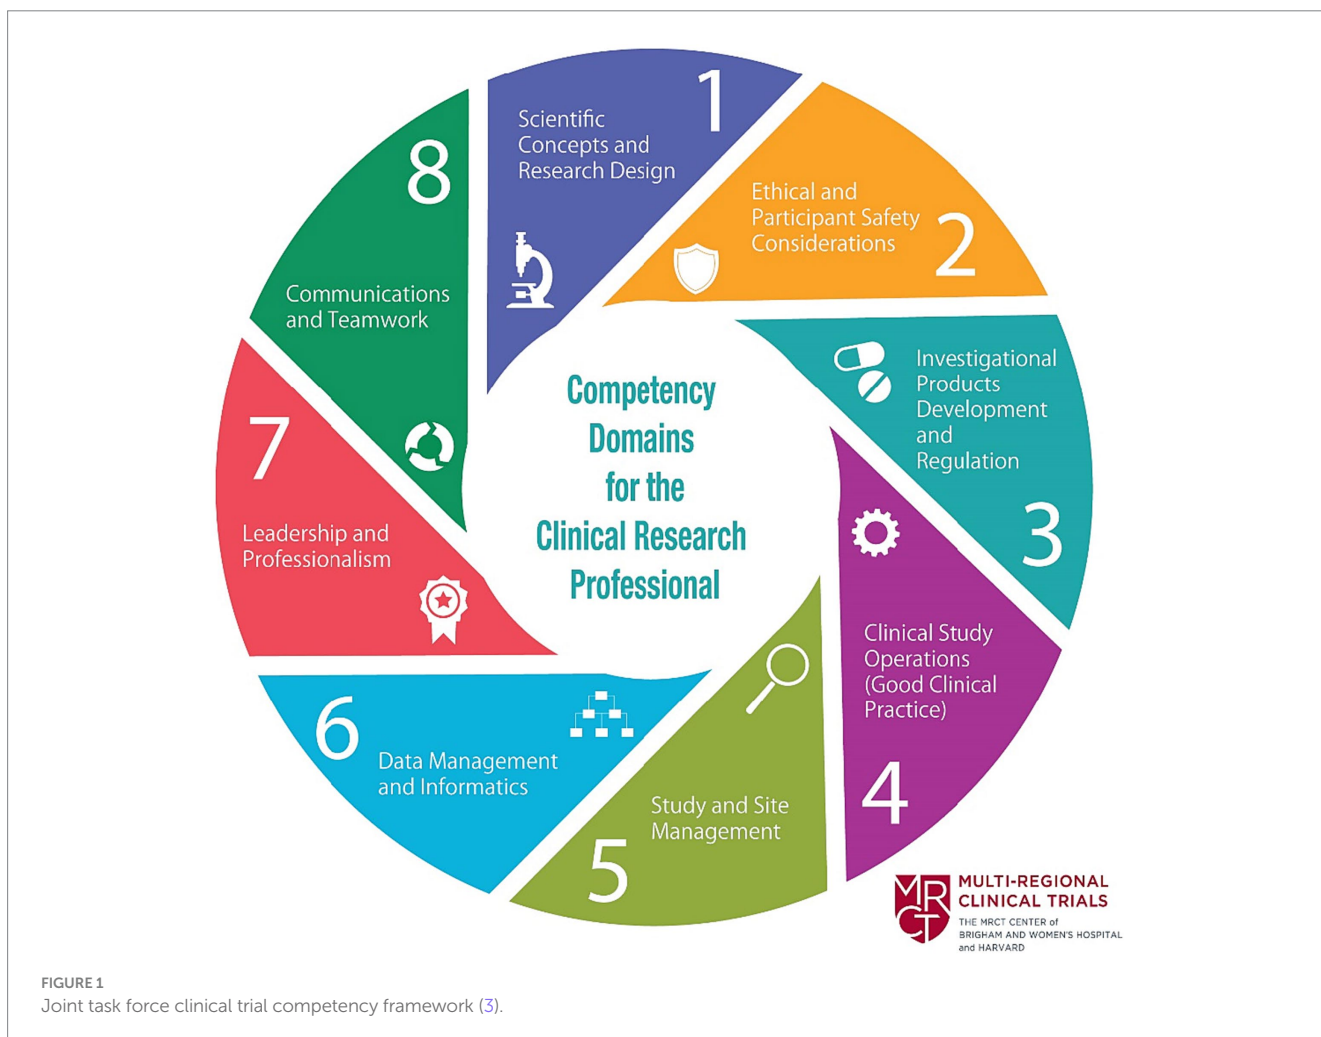 1
Scientific
Concepts and
Research Design
2
Ethical and
Participant Safety
Considerations
3
Investigational
Products
Development
and
Regulation
4
Clinical Study
Operations
(Good Clinical
Practice)
5
Study and Site
Management
6
Data Management
and Informatics
7
Leadership and
Professionalism
8
Communications
and Teamwork
Competency
Domains
for the
Clinical Research
Professional
MR
CT
MULTI-REGIONAL
CLINICAL TRIALS
THE MRCT CENTER of
BRIGHAM AND WOMEN'S HOSPITAL
and HARVARD
FIGURE 1
Joint task force clinical trial competency framework (3).